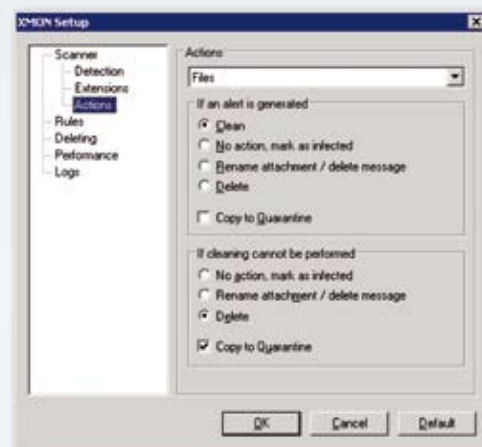 XMON Setup
Scanner
Detection
Extensions
Actions
Rules
Deleting
Performance
Logs
Actions
Files
If an alert is generated
Clean
No action, mark as infected
Rename attachment / delete message
Delete
Copy to Quarantine
If cleaning cannot be performed
No action, mark as infected
Rename attachment / delete message
Delete
Copy to Quarantine
OK
Cancel
Default